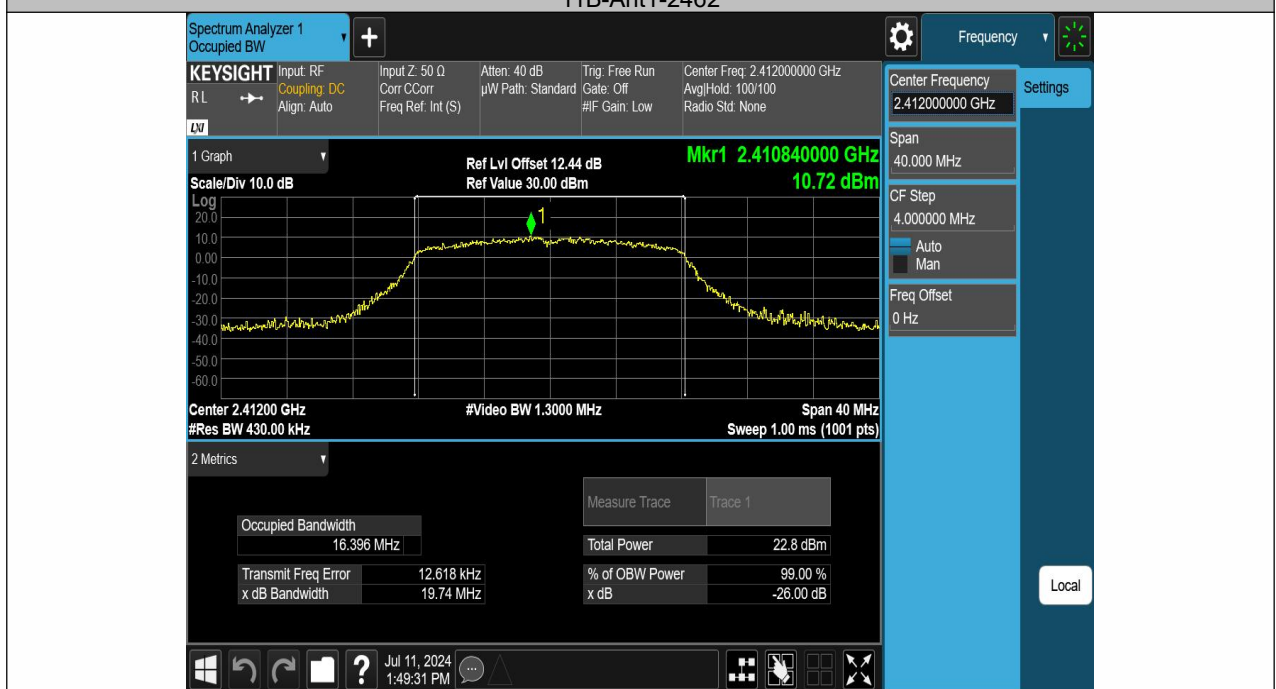 11B-Ant1-2462
Spectrum Analyzer 1
Occupied BW
+
Frequency
KEYSIGHT
RL
LXI
Input: RF
Coupling: DC
Align: Auto
Input Z: 50 Ω
Corr CCorr
Freq Ref: Int (S)
Atten: 40 dB
µW Path: Standard
Trig: Free Run
Gate: Off
#IF Gain: Low
Center Freq: 2.412000000 GHz
Avg|Hold: 100/100
Radio Std: None
Center Frequency
2.412000000 GHz
Settings
Span
40.000 MHz
CF Step
4.000000 MHz
Auto
Man
Freq Offset
0 Hz
Local
1 Graph
Scale/Div 10.0 dB
Log
Ref Lvl Offset 12.44 dB
Ref Value 30.00 dBm
Mkr1 2.410840000 GHz
10.72 dBm
1
20.0
10.0
0.00
-10.0
-20.0
-30.0
-40.0
-50.0
-60.0
Center 2.41200 GHz
#Res BW 430.00 kHz
#Video BW 1.3000 MHz
Span 40 MHz
Sweep 1.00 ms (1001 pts)
2 Metrics
Measure Trace Trace 1
Occupied Bandwidth
16.396 MHz
Total Power 22.8 dBm
Transmit Freq Error 12.618 kHz
% of OBW Power 99.00 %
x dB Bandwidth 19.74 MHz
x dB -26.00 dB
?
Jul 11, 2024
1:49:31 PM